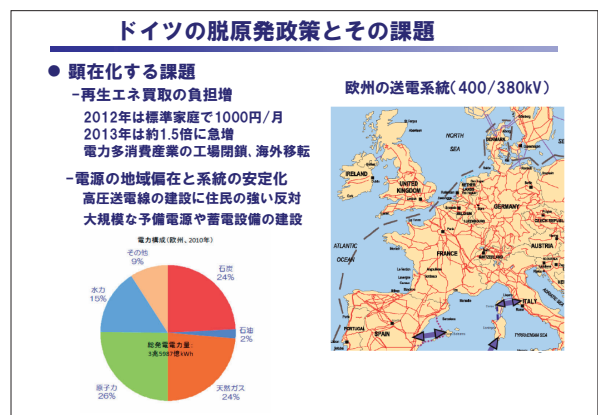 ドイツの脱原発政策とその課題
● 顕在化する課題
-再生エネ買取の負担増
2012年は標準家庭で1000円/月
2013年は約1.5倍に急増
電力多消費産業の工場閉鎖、海外移転
-電源の地域偏在と系統の安定化
高圧送電線の建設に住民の強い反対
大規模な予備電源や蓄電設備の建設
電力構成(欧州、2010年)
その他
9%
石炭
24%
水力
15%
石油
2%
総発電電力量:
3兆5987億kWh
原子力
26%
天然ガス
24%
欧州の送電系統(400/380kV)
NORTH
SEA
DENMARK
IRELAND
UNITED
KINGDOM
NETHER
LANDS
BELGIUM
GERMANY
LUXEMBOURG
CZECH REPUBL
ATLANTIC
OCEAN
FRANCE
SWITZERLAND
AUSTRIA
ITALY
ADRIATIC SEA
PORTUGAL
SPAIN
TYRRHENIAN SEA